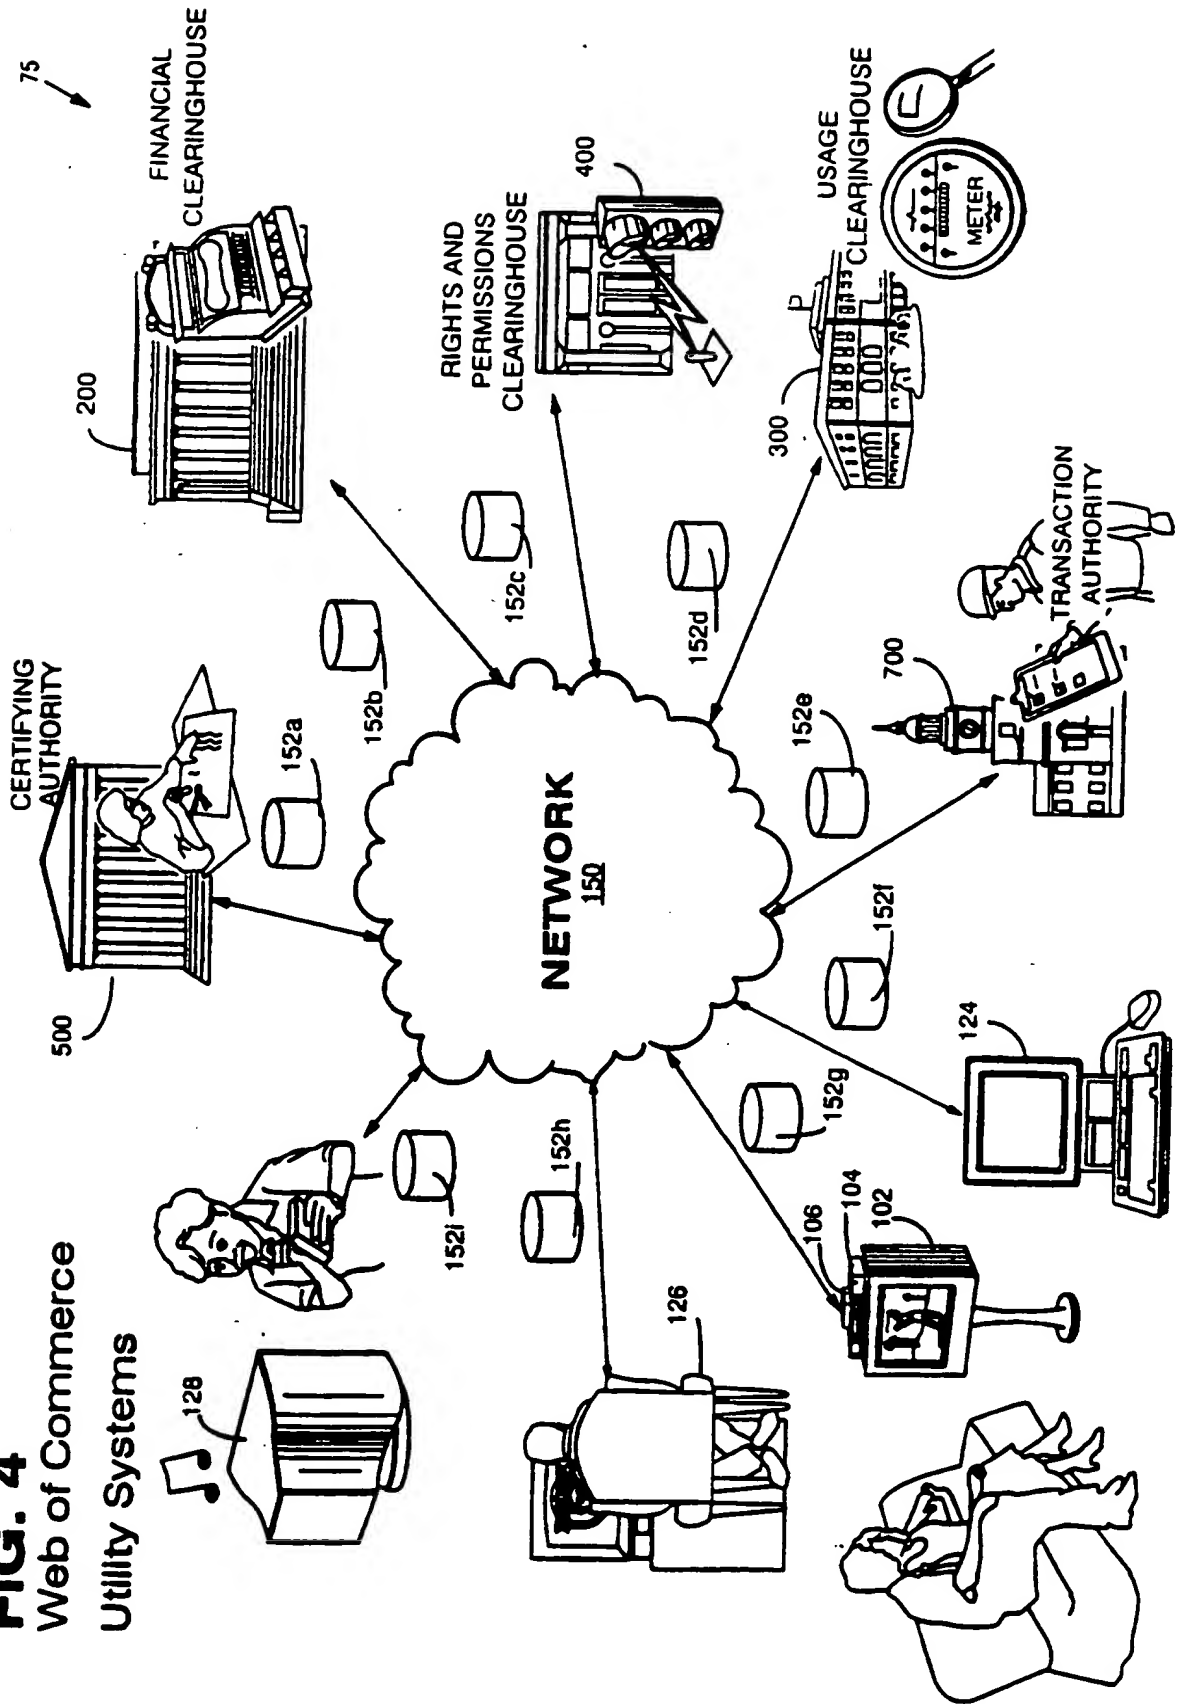 FIG. 4
Web of Commerce
Utility Systems
75
CERTIFYING
AUTHORITY
500
FINANCIAL
CLEARINGHOUSE
200
RIGHTS AND
PERMISSIONS
CLEARINGHOUSE
400
USAGE
CLEARINGHOUSE
300
METER
TRANSACTION
AUTHORITY
700
NETWORK
150
152a
152b
152c
152d
152e
152f
152g
152h
152i
128
126
106
104
102
124